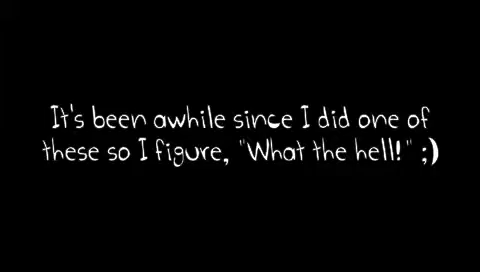 It's been awhile since I did one of
these so I figure, "What the hell!" ;)